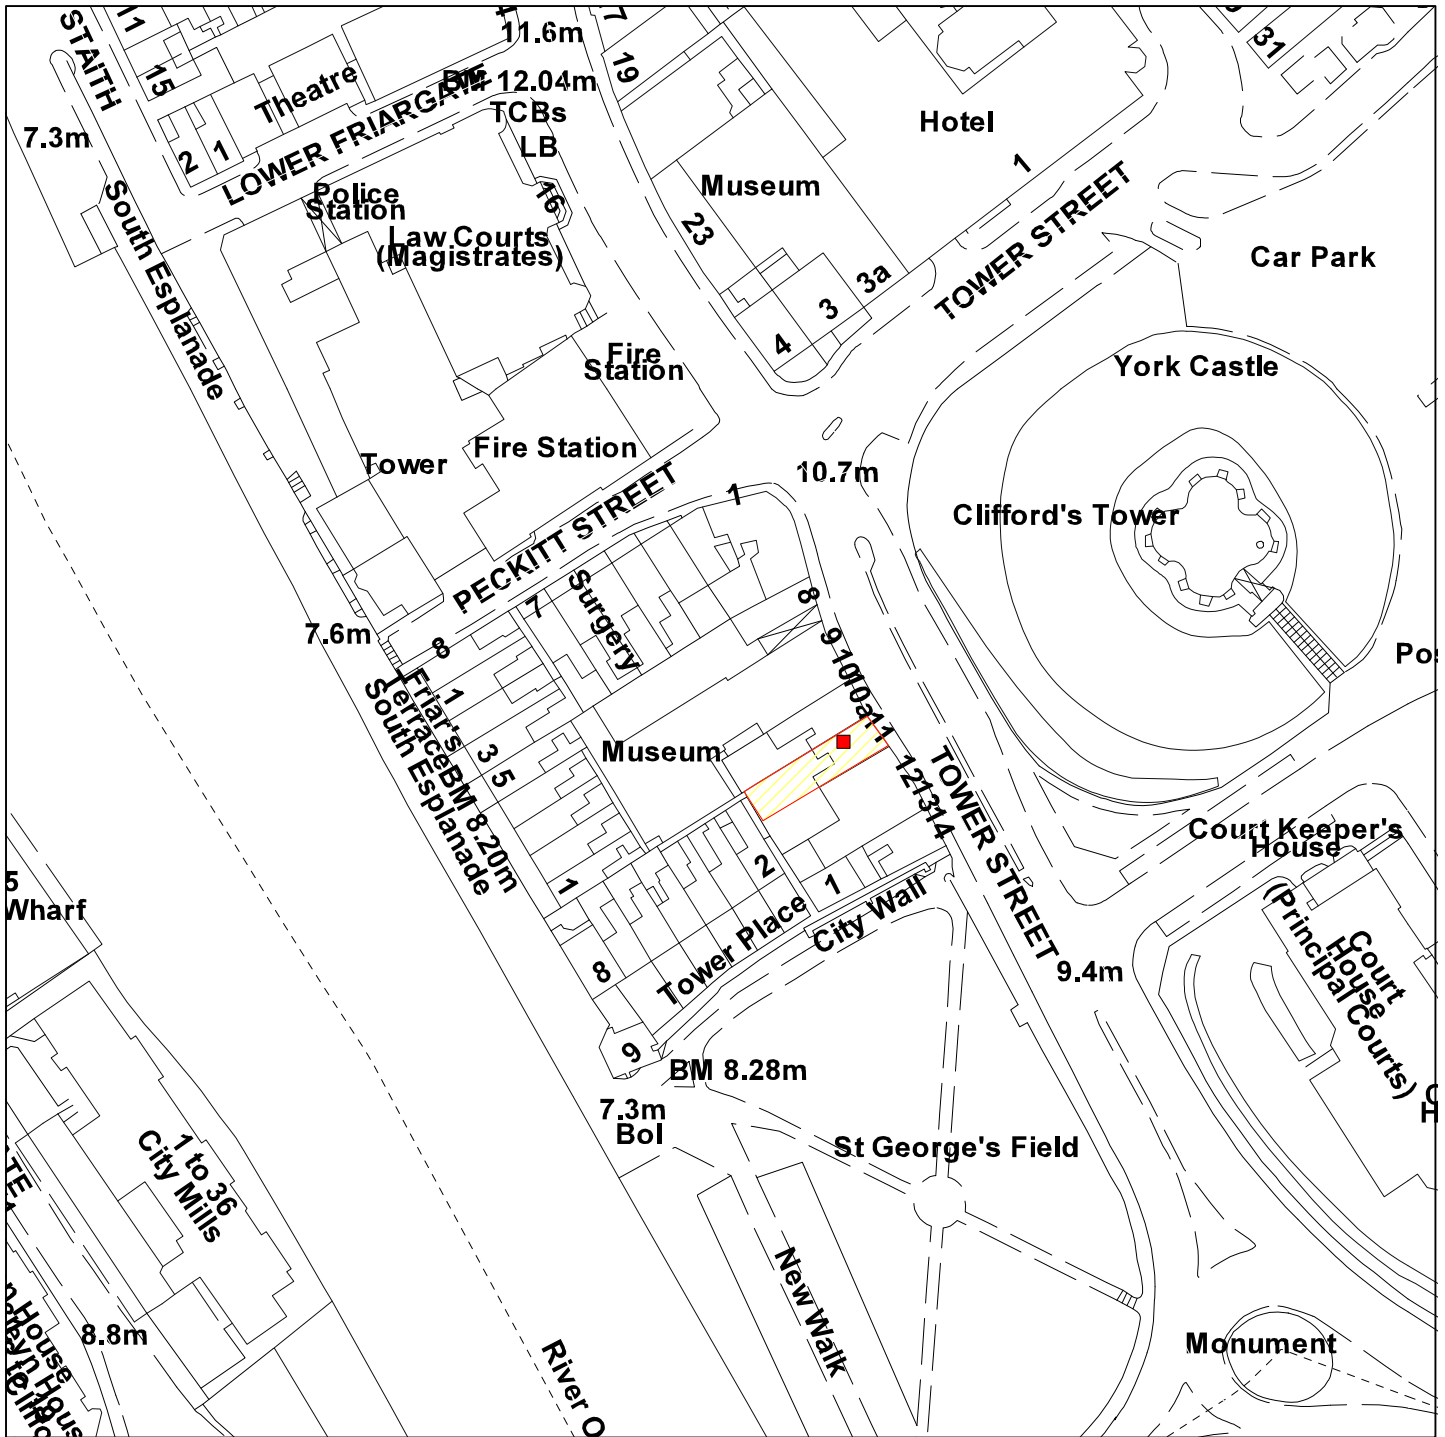 STAITH
11
15
Theatre
11.6m
BM 12.04m
TCBs
LB
17
19
31
7.3m
2
1
LOWER FRIARGATE
Hotel
1
Police
Station
16
Museum
23
Law Courts
(Magistrates)
South Esplanade
TOWER STREET
Car Park
3a
3
4
Fire
Station
York Castle
Tower
Fire Station
10.7m
PECKITT STREET
1
Clifford's Tower
Surgery
7
8
7.6m
8
9
10
10a
11
Friar's
Terrace
South Esplanade
1
3
5
BM 8.20m
Museum
12
13
14
TOWER STREET
Court Keeper's
House
(Principal Courts)
Court
House
5
Wharf
1
2
1
City Wall
Tower Place
8
9
9.4m
BM 8.28m
7.3m
Bol
St George's Field
1 to 36
City Mills
New Walk
8.8m
House
River O
Monument